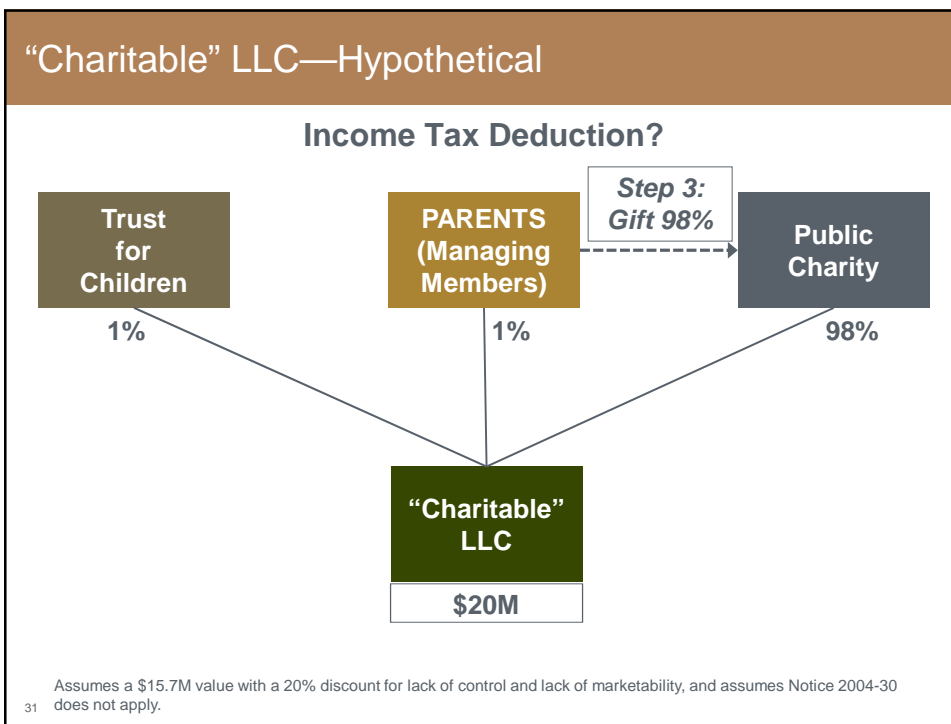 “Charitable” LLC—Hypothetical
Income Tax Deduction?
Trust
for
Children
PARENTS
(Managing
Members)
Step 3:
Gift 98%
Public
Charity
1%
1%
98%
“Charitable”
LLC
$20M
Assumes a $15.7M value with a 20% discount for lack of control and lack of marketability, and assumes Notice 2004-30
31 does not apply.